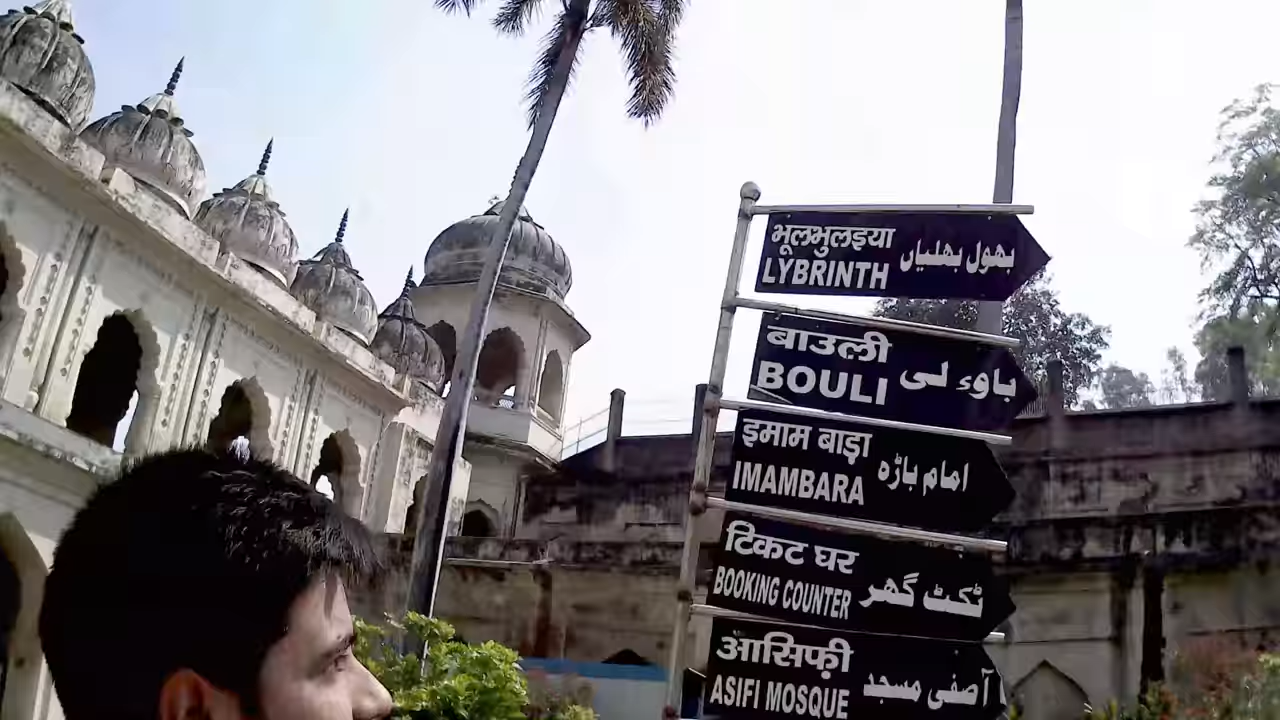 भूलभुलइया
LYBRINTH
بھول بھلیاں
बाउली
BOULI
باوء لی
इमाम बाड़ा
IMAMBARA
امام باڑہ
टिकट घर
BOOKING COUNTER
ٹکٹ گھر
आसिफ़ी
ASIFI MOSQUE
آصفی مسجد